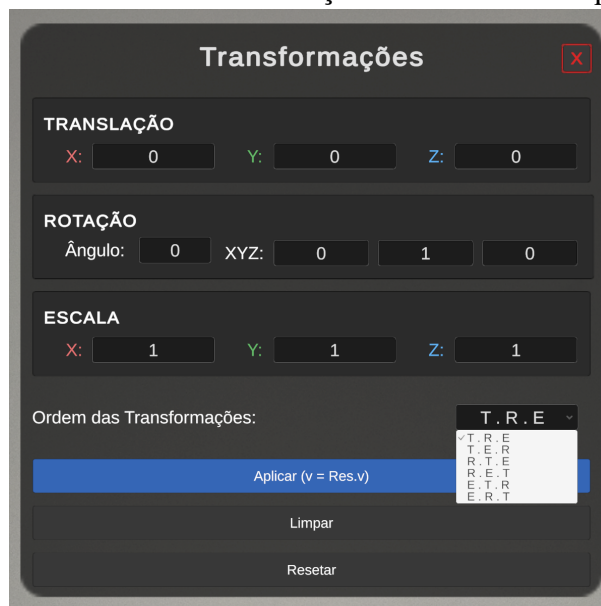 Transformações X
TRANSLAÇÃO
X: 0 Y: 0 Z: 0
ROTAÇÃO
Ângulo: 0 XYZ: 0 1 0
ESCALA
X: 1 Y: 1 Z: 1
Ordem das Transformações: T . R . E
T . R . E
T . E . R
R . T . E
R . E . T
E . T . R
E . R . T
Aplicar (v = Res.v)
Limpar
Resetar